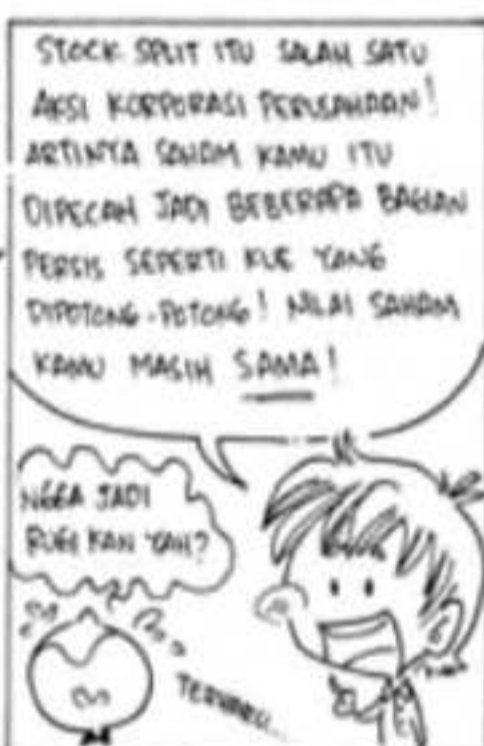 STOCK SPLIT ITU SALAH SATU
AKSI KORPORASI PERUSAHAAN!
ARTINYA SAHAM KAMU ITU
DIPECAH JADI BEBERAPA BAGIAN
PERSIS SEPERTI KUE YANG
DIPOTONG-POTONG! NILAI SAHAM
KAMU MASIH SAMA!
NGGA JADI
RUGI KAN YAH?
TERHARU...